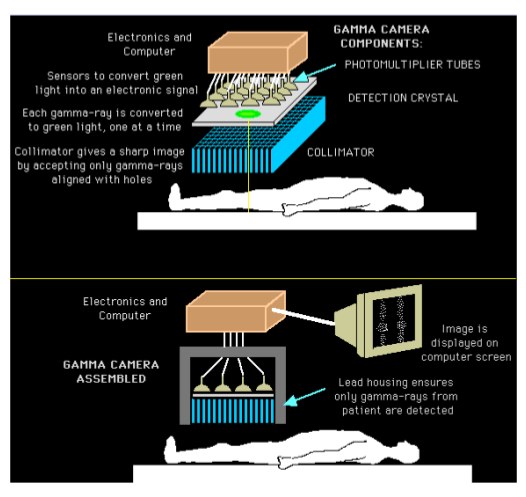 GAMMA CAMERA
COMPONENTS:
Electronics and
Computer
PHOTOMULTIPLIER TUBES
Sensors to convert green
light into an electronic signal
DETECTION CRYSTAL
Each gamma-ray is converted
to green light, one at a time
Collimator gives a sharp image
by accepting only gamma-rays
aligned with holes
COLLIMATOR
Electronics and
Computer
Image is
displayed on
computer screen
GAMMA CAMERA
ASSEMBLED
Lead housing ensures
only gamma-rays from
patient are detected